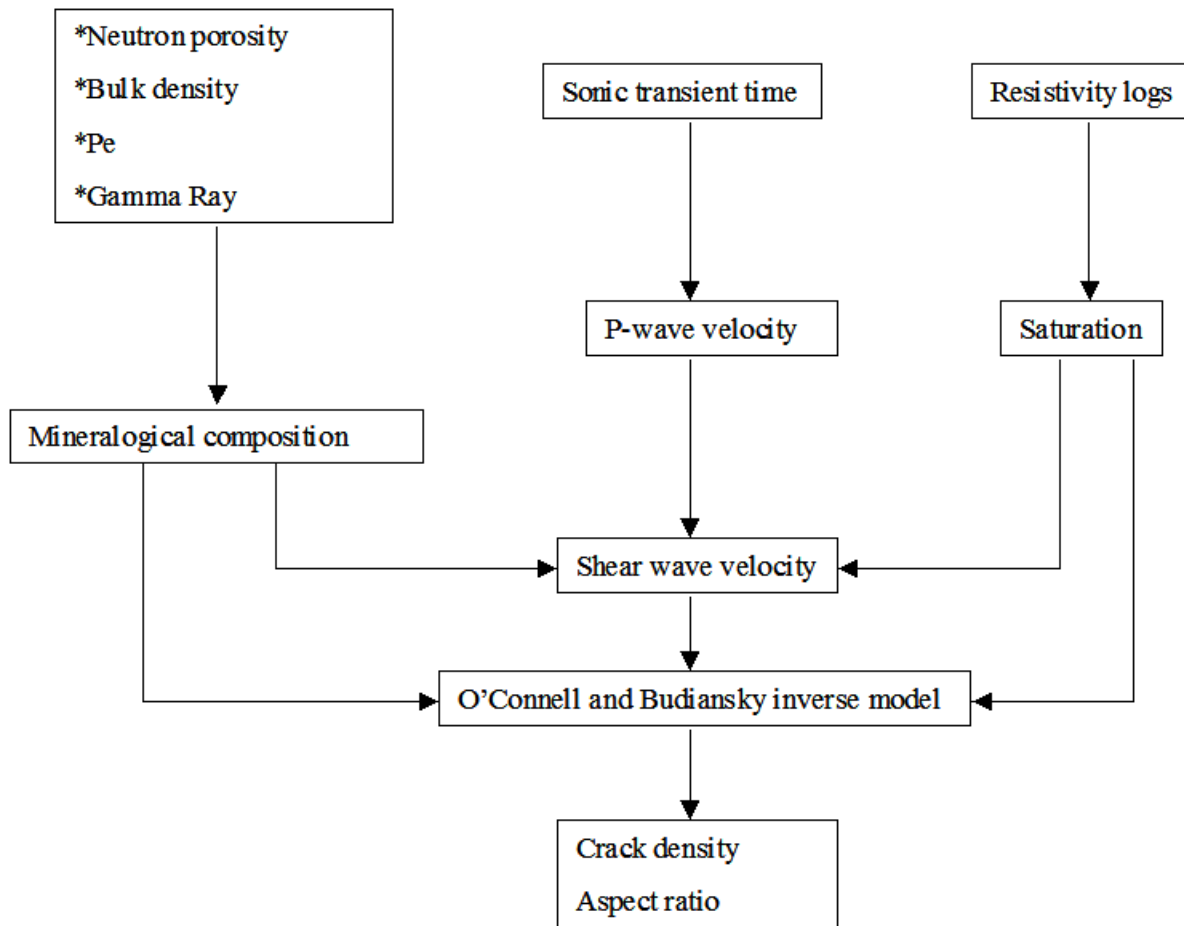 *Neutron porosity
*Bulk density
*Pe
*Gamma Ray
Sonic transient time
Resistivity logs
P-wave velocity
Saturation
Mineralogical composition
Shear wave velocity
O’Connell and Budiansky inverse model
Crack density
Aspect ratio